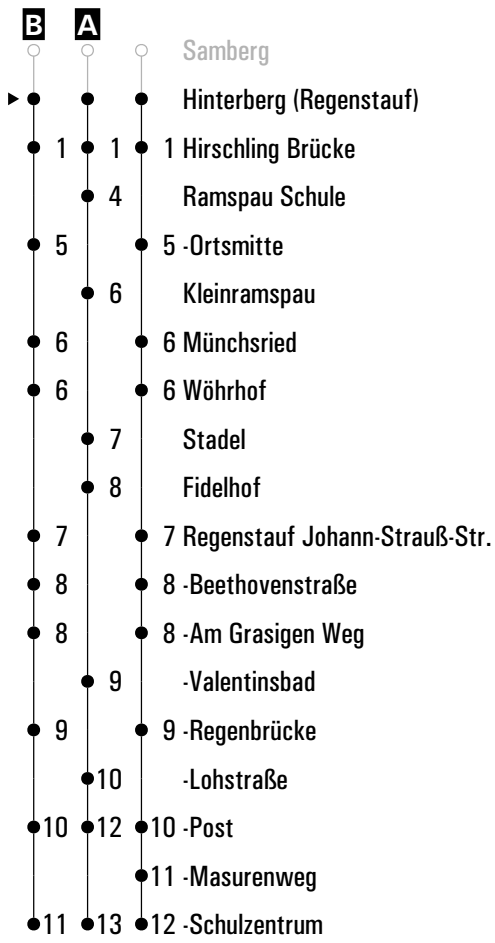 B A
Samberg
Hinterberg (Regenstauf)
1 1 1 Hirschling Brücke
4 Ramspau Schule
5 5 -Ortsmitte
6 Kleinramspau
6 6 Münchsried
6 6 Wöhrhof
7 Stadel
8 Fidelhof
7 7 Regenstauf Johann-Strauß-Str.
8 8 -Beethovenstraße
8 8 -Am Grasigen Weg
9 -Valentinsbad
9 9 -Regenbrücke
10 -Lohstraße
10 12 10 -Post
11 -Masurenweg
11 13 12 -Schulzentrum